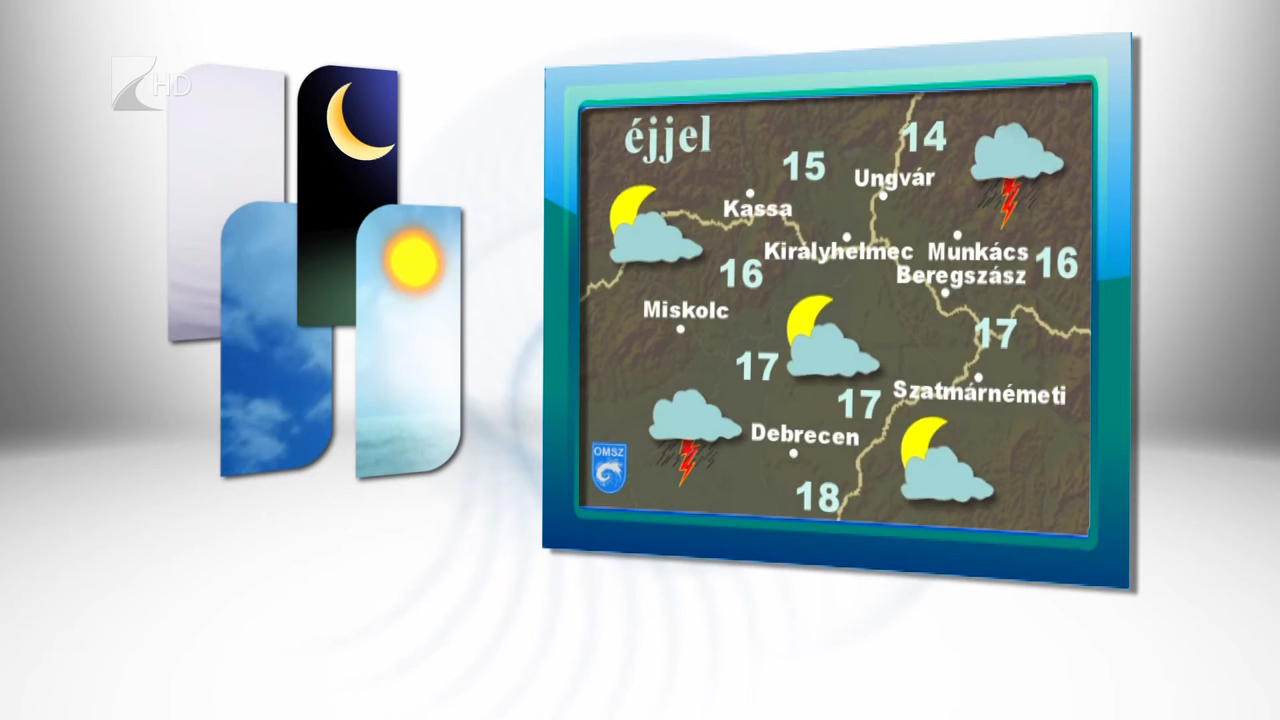 HD
éjjel
14
15
Ungvár
Kassa
Királyhelmec
Munkács
16
Beregszász
16
Miskolc
17
17
Szatmárnémeti
17
Debrecen
OMSZ
18